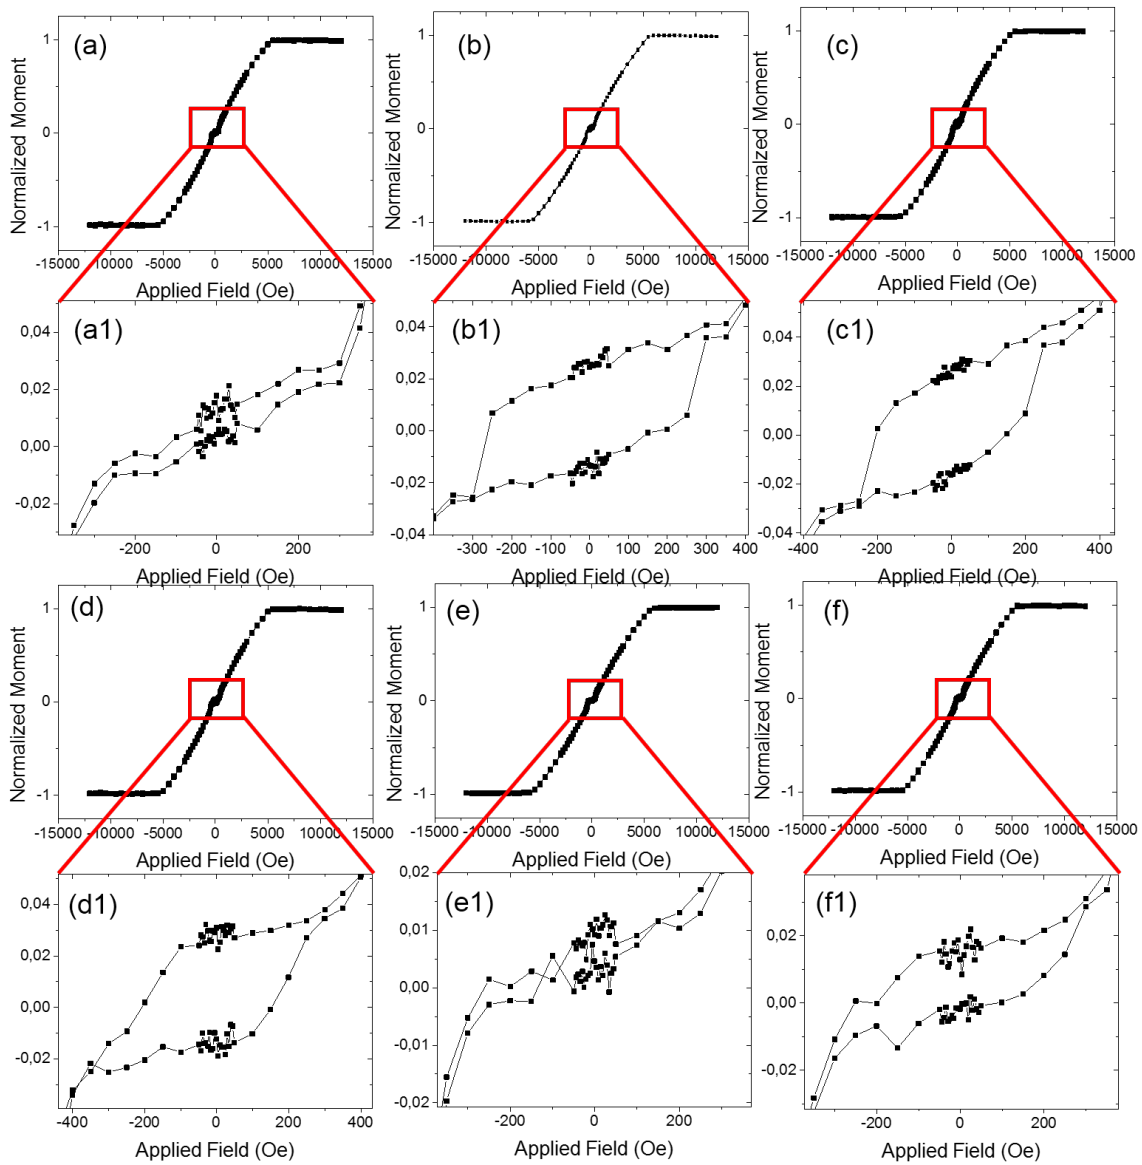 (a)
Normalized Moment
1
0
-1
-15000 -10000 -5000 0 5000 10000 15000
Applied Field (Oe)
(b)
Normalized Moment
1
0
-1
-15000 -10000 -5000 0 5000 10000 15000
Applied Field (Oe)
(c)
Normalized Moment
1
0
-1
-15000 -10000 -5000 0 5000 10000 15000
Applied Field (Oe)
(a1)
0,04
0,02
0,00
-0,02
-200 0 200
Applied Field (Oe)
(b1)
0,05
0,03
0,00
-0,02
-0,04
-300 -200 -100 0 100 200 300 400
Applied Field (Oe)
(c1)
0,05
0,03
0,00
-0,02
-0,04
-400 -200 0 200 400
Applied Field (Oe)
(d)
Normalized Moment
1
0
-1
-15000 -10000 -5000 0 5000 10000 15000
Applied Field (Oe)
(e)
Normalized Moment
1
0
-1
-15000 -10000 -5000 0 5000 10000 15000
Applied Field (Oe)
(f)
Normalized Moment
1
0
-1
-15000 -10000 -5000 0 5000 10000 15000
Applied Field (Oe)
(d1)
0,04
0,02
0,00
-0,02
-400 -200 0 200 400
Applied Field (Oe)
(e1)
0,02
0,01
0,00
-0,01
-0,02
-200 0 200
Applied Field (Oe)
(f1)
0,02
0,00
-0,02
-200 0 200
Applied Field (Oe)